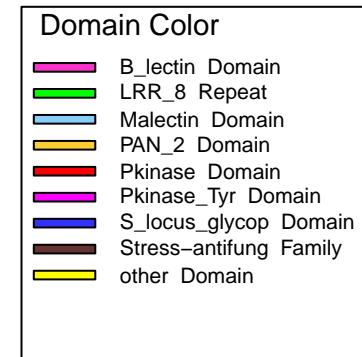 Domain Color
B_lectin Domain
LRR_8 Repeat
Malectin Domain
PAN_2 Domain
Pkinase Domain
Pkinase_Tyr Domain
S_locus_glycop Domain
Stress−antifung Family
other Domain